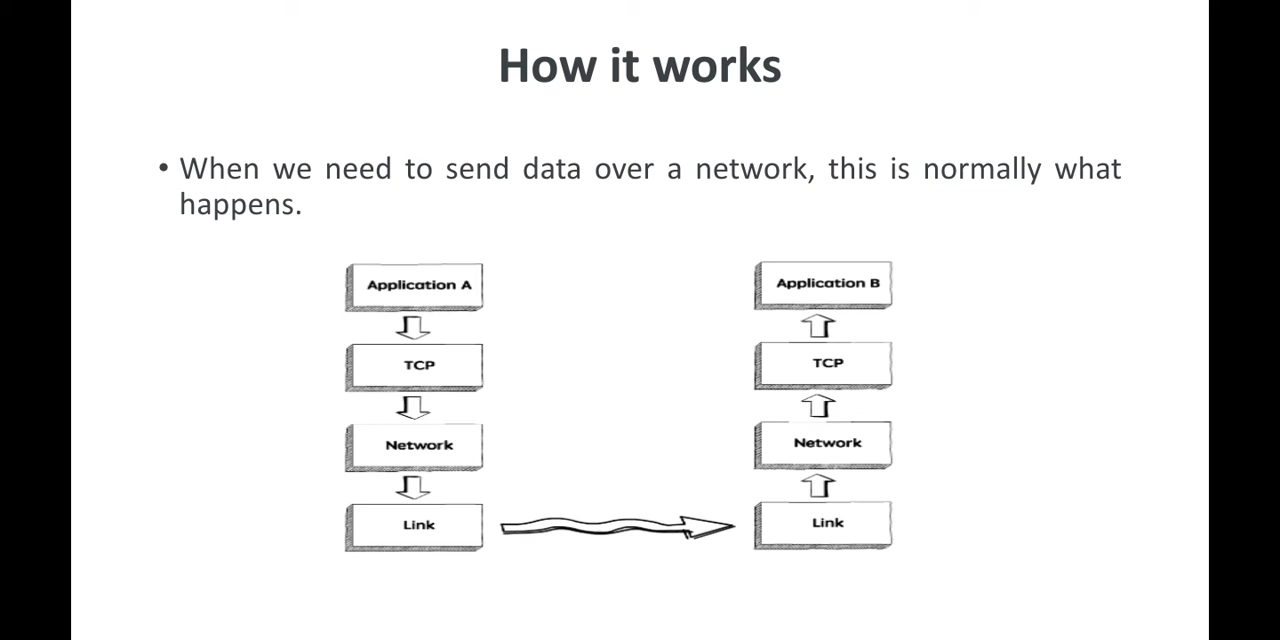 How it works
• When we need to send data over a network, this is normally what
happens.
Application A
TCP
Network
Link
Application B
TCP
Network
Link